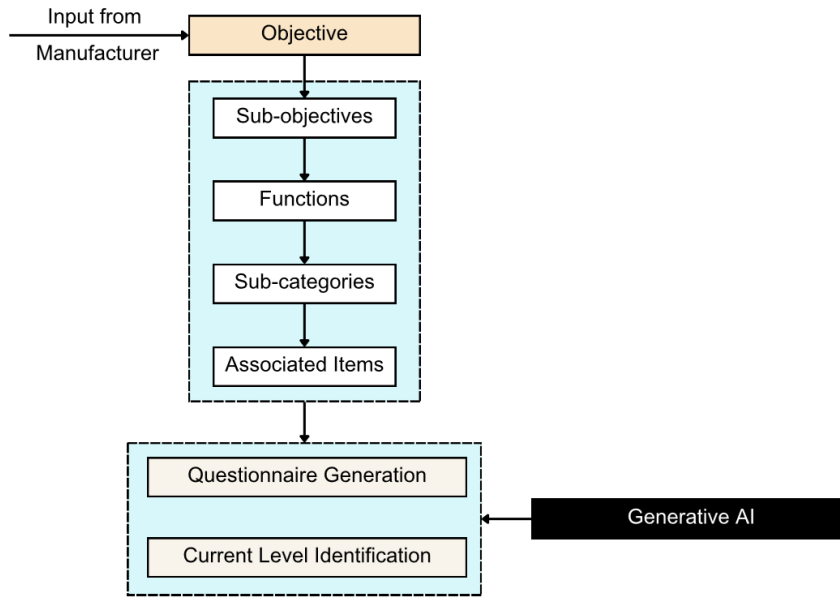 Input from
Manufacturer
Objective
Sub-objectives
Functions
Sub-categories
Associated Items
Questionnaire Generation
Generative AI
Current Level Identification